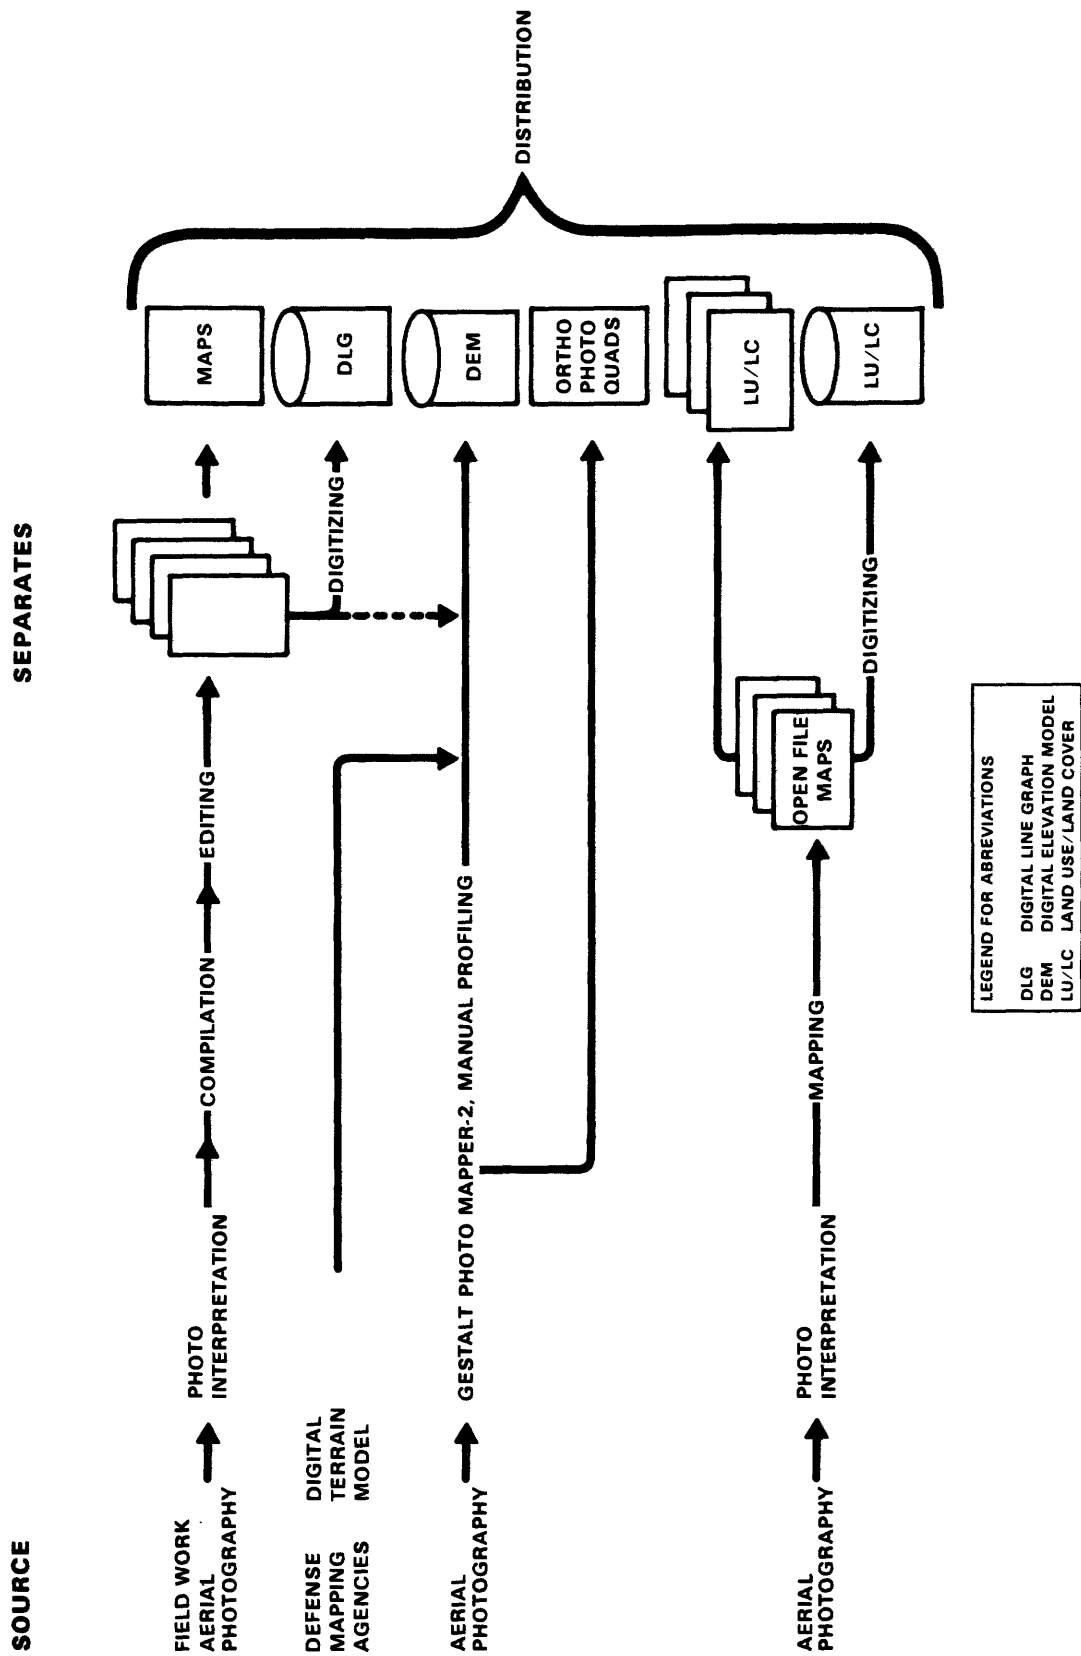 SOURCE
SEPARATES
FIELD WORK
AERIAL
PHOTOGRAPHY
PHOTO
INTERPRETATION
COMPILATION
EDITING
MAPS
DEFENSE
MAPPING
AGENCIES
DIGITAL
TERRAIN
MODEL
DIGITIZING
DLG
AERIAL
PHOTOGRAPHY
GESTALT PHOTO MAPPER-2, MANUAL PROFILING
DEM
ORTHO
PHOTO
QUADS
DISTRIBUTION
AERIAL
PHOTOGRAPHY
PHOTO
INTERPRETATION
MAPPING
OPEN FILE
MAPS
LU/LC
DIGITIZING
LU/LC
LEGEND FOR ABREVIATIONS
DLG DIGITAL LINE GRAPH
DEM DIGITAL ELEVATION MODEL
LU/LC LAND USE/LAND COVER